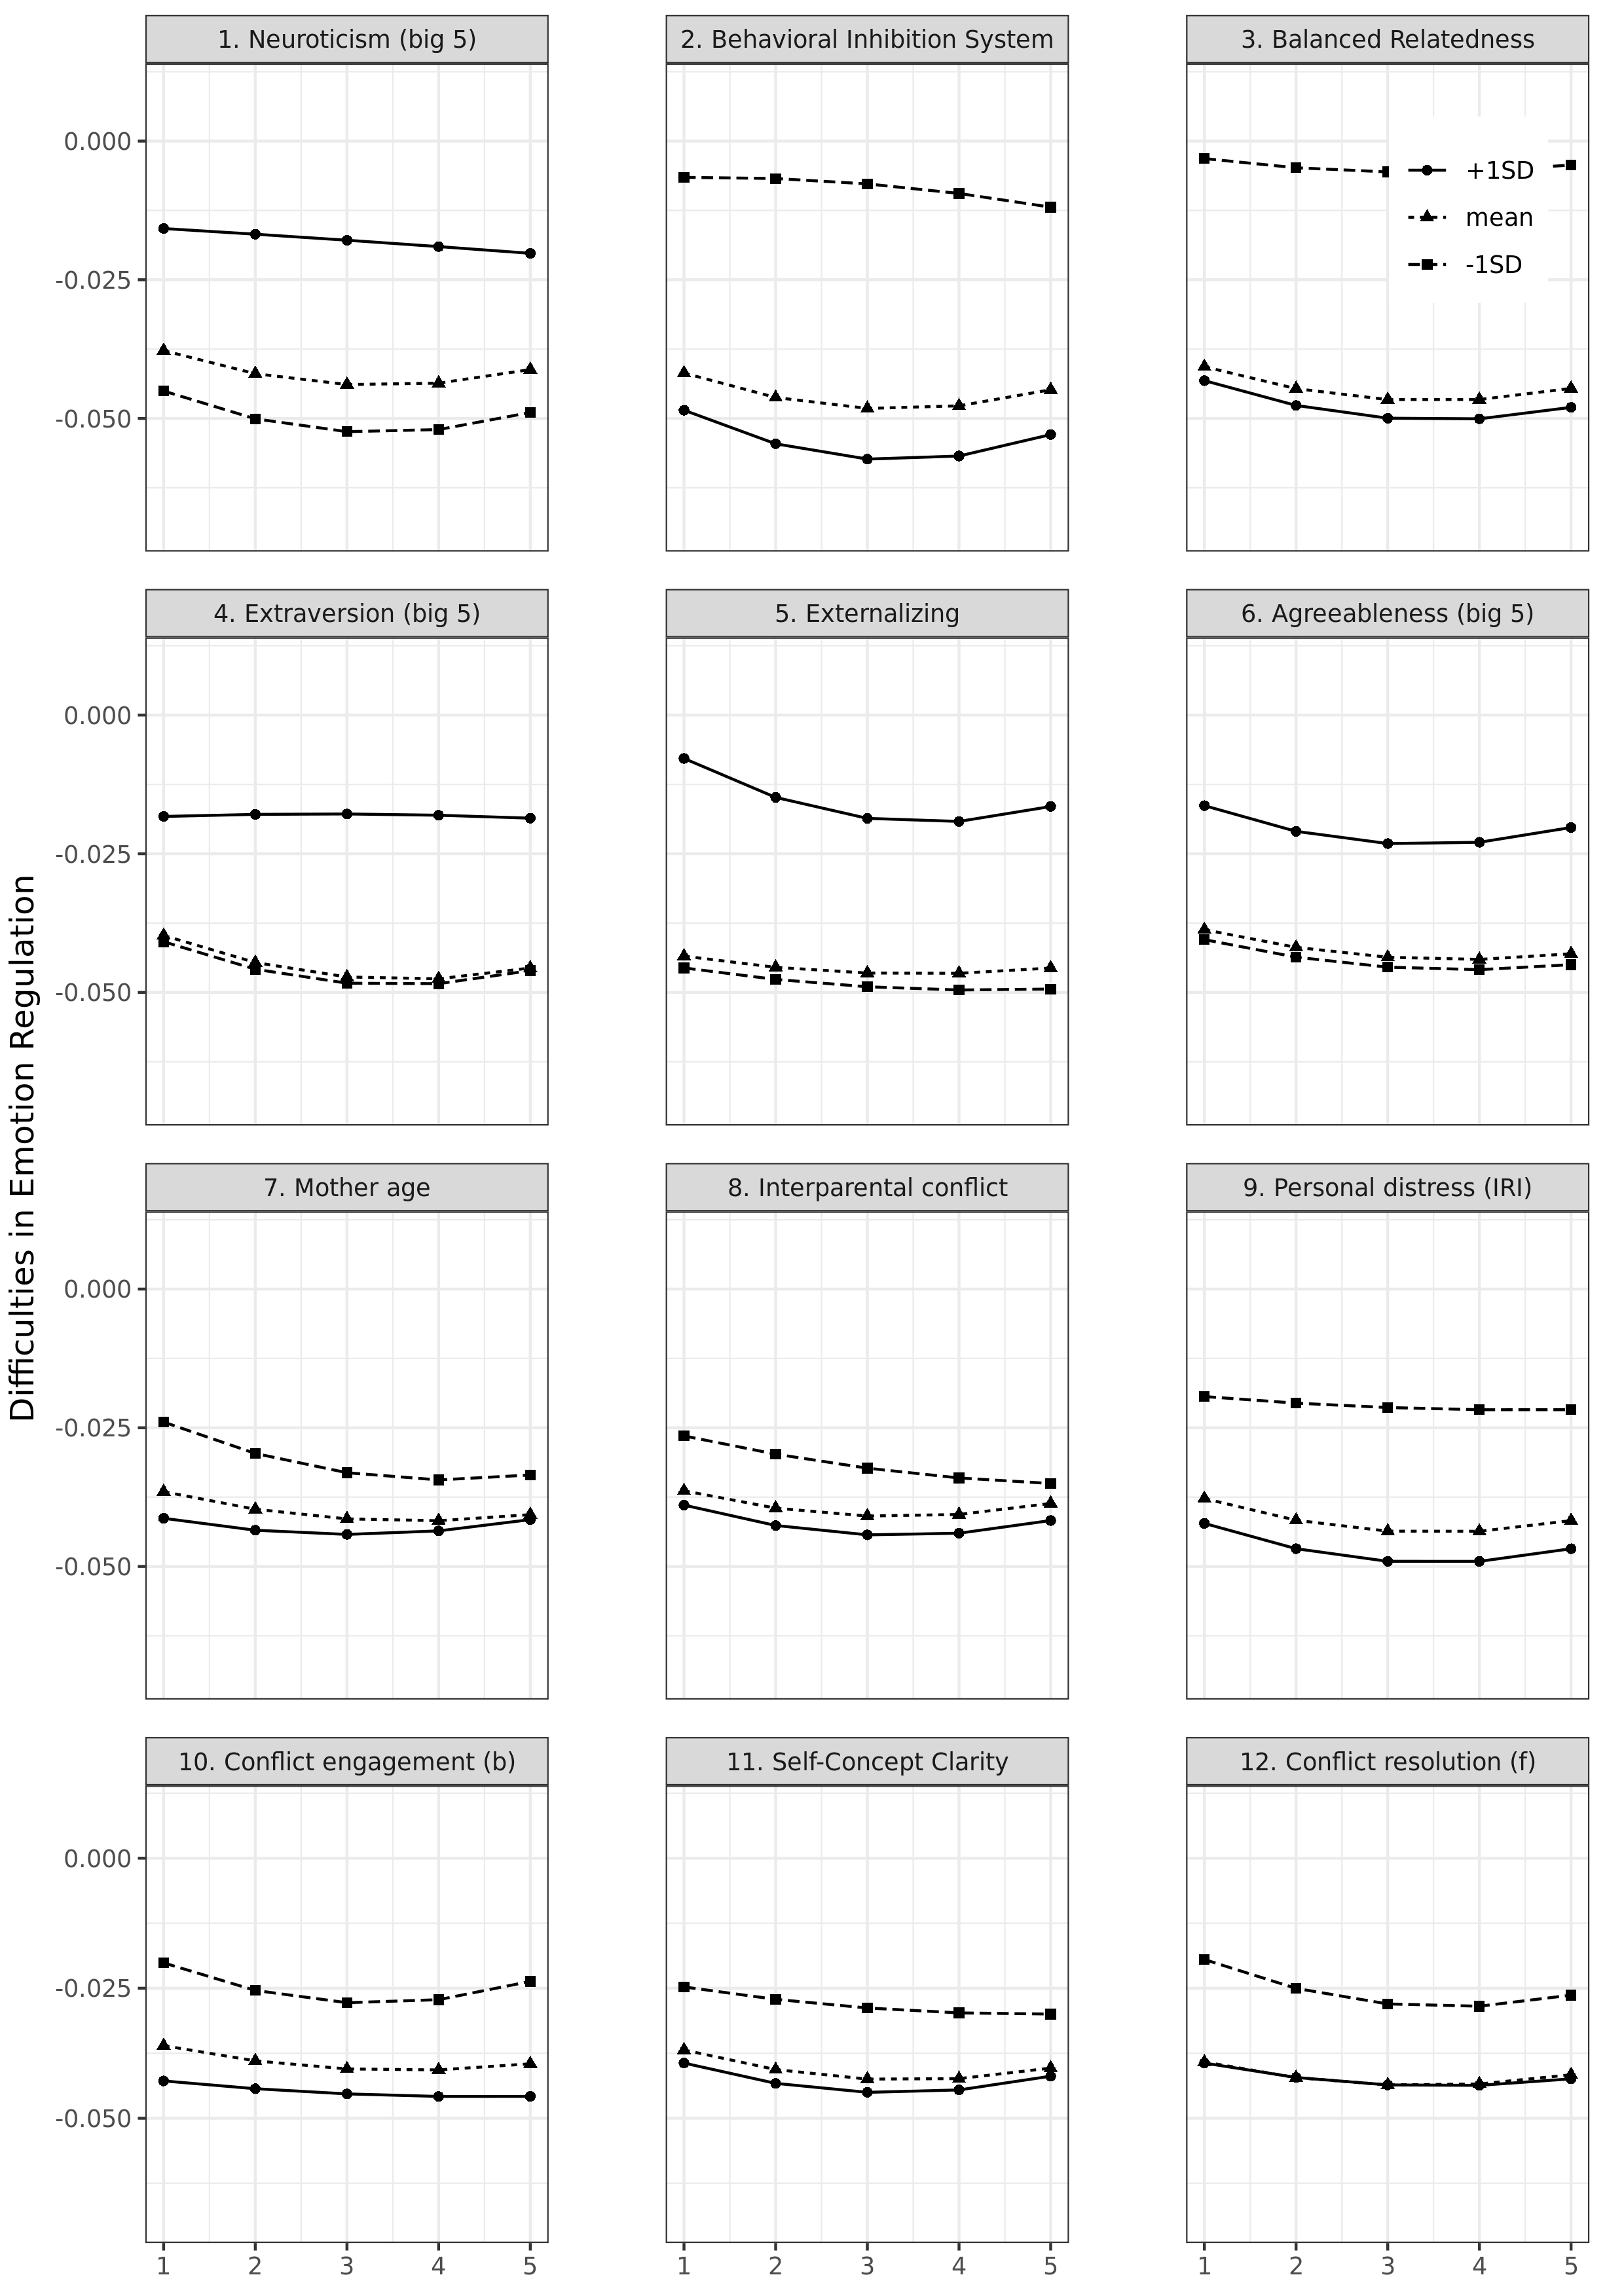 Difficulties in Emotion Regulation
1. Neuroticism (big 5)
2. Behavioral Inhibition System
3. Balanced Relatedness
0.000
-0.025
-0.050
+1SD
mean
-1SD
4. Extraversion (big 5)
5. Externalizing
6. Agreeableness (big 5)
0.000
-0.025
-0.050
7. Mother age
8. Interparental conflict
9. Personal distress (IRI)
0.000
-0.025
-0.050
10. Conflict engagement (b)
11. Self-Concept Clarity
12. Conflict resolution (f)
0.000
-0.025
-0.050
1 2 3 4 5
1 2 3 4 5
1 2 3 4 5